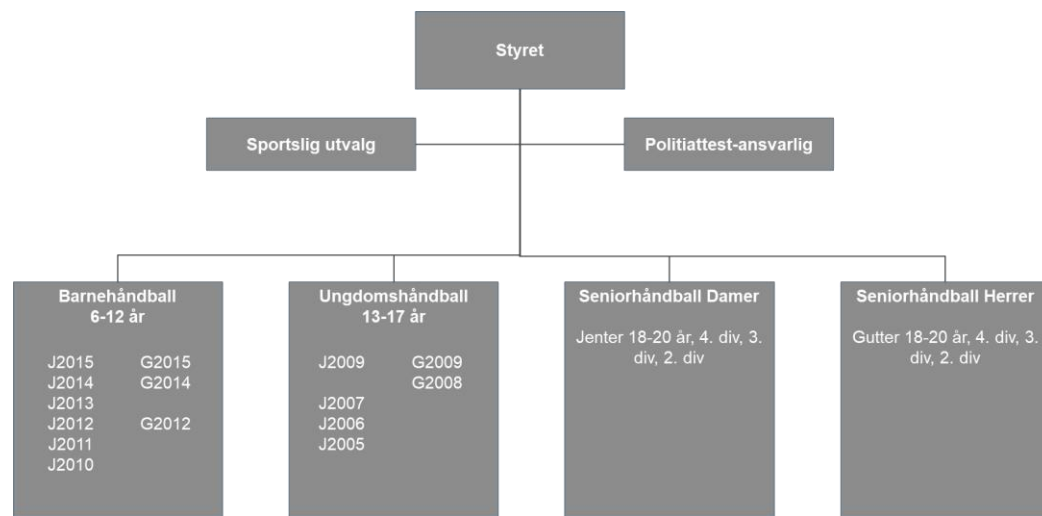 Styret
Sportslig utvalg
Politiattest-ansvarlig
Barnehåndball
6-12 år
J2015 G2015
J2014 G2014
J2013
J2012 G2012
J2011
J2010
Ungdomshåndball
13-17 år
J2009 G2009
G2008
J2007
J2006
J2005
Seniorhåndball Damer
Jenter 18-20 år, 4. div, 3.
div, 2. div
Seniorhåndball Herrer
Gutter 18-20 år, 4. div, 3.
div, 2. div